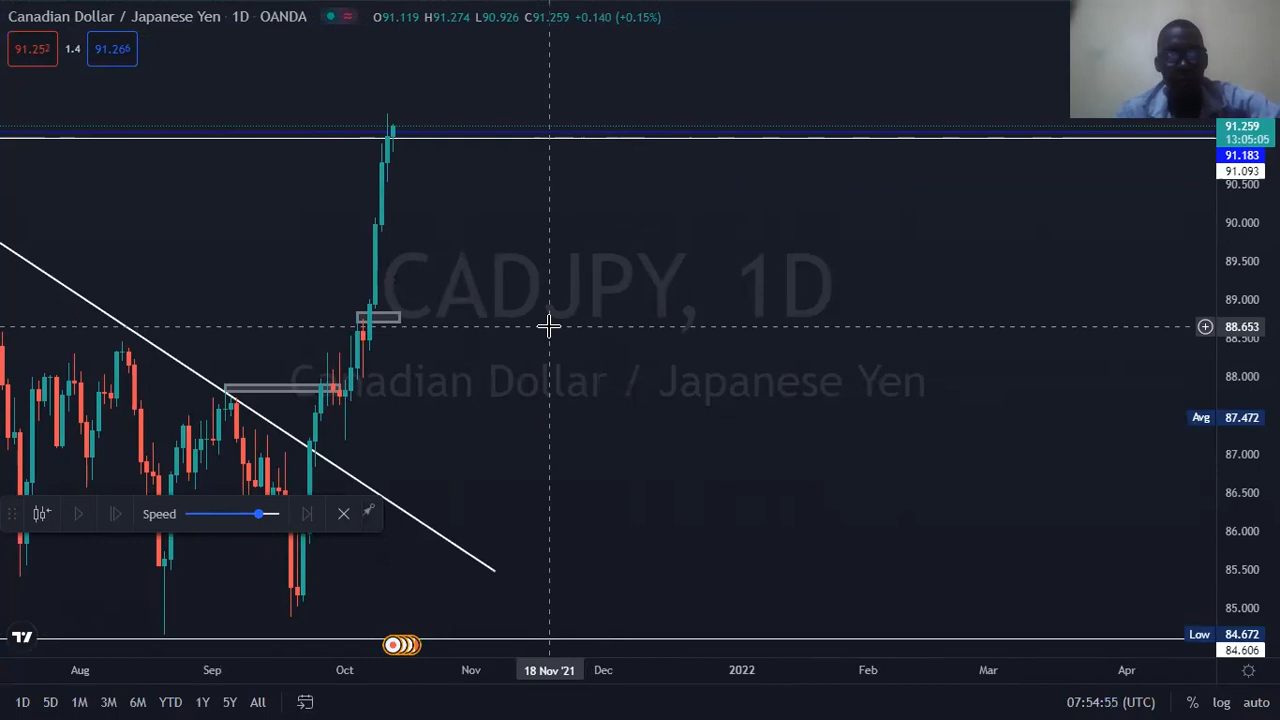 Canadian Dollar / Japanese Yen · 1D · OANDA O91.119 H91.274 L90.926 C91.259 +0.140 (+0.15%)
91.252 1.4 91.266
91.259
13:05:05
91.183
91.093
90.500
90.000
89.500
89.000
88.653
88.500
88.000
Avg 87.472
87.000
86.500
86.000
85.500
85.000
Low 84.672
84.606
CADJPY, 1D
Canadian Dollar / Japanese Yen
Speed
Aug Sep Oct Nov 18 Nov '21 Dec 2022 Feb Mar Apr
1D 5D 1M 3M 6M YTD 1Y 5Y All 07:54:55 (UTC) % log auto